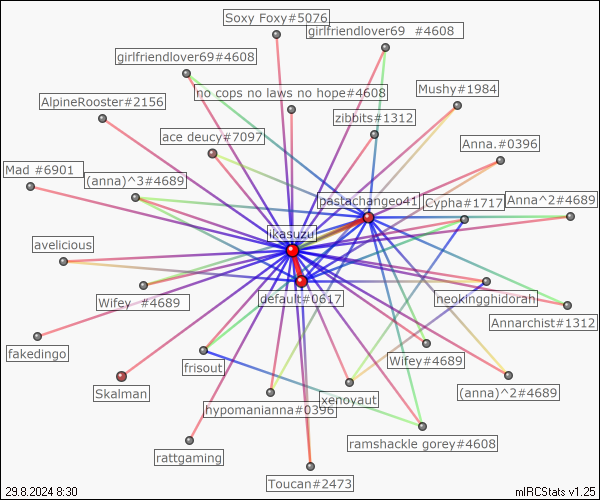 Soxy Foxy#5076
girlfriendlover69 #4608
girlfriendlover69#4608
no cops no laws no hope#4608
Mushy#1984
AlpineRooster#2156
zibbits#1312
ace deucy#7097
Anna.#0396
Mad #6901
(anna)^3#4689
pastachangeo41
Cypha#1717
Anna^2#4689
ikasuzu
avelicious
Wifey #4689
default#0617
neokingghidorah
Annarchist#1312
fakedingo
frisout
Wifey#4689
Skalman
hypomanianna#0396
xenoyaut
(anna)^2#4689
ramshackle gorey#4608
rattgaming
Toucan#2473
29.8.2024 8:30
mIRCStats v1.25